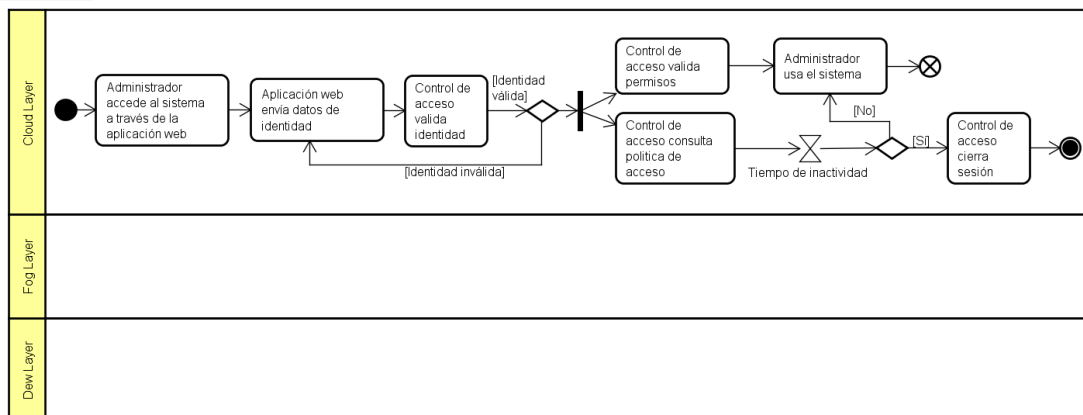 Cloud Layer
Administrador
accede al sistema
a través de la
aplicación web
Aplicación web
envía datos de
identidad
Control de
acceso
valida
identidad
[Identidad
válida]
[Identidad inválida]
Control de
acceso valida
permisos
Administrador
usa el sistema
Control de
acceso consulta
politica de
acceso
Tiempo de inactividad
[No]
[Sí]
Control de
acceso
cierra
sesión
Fog Layer
Dew Layer